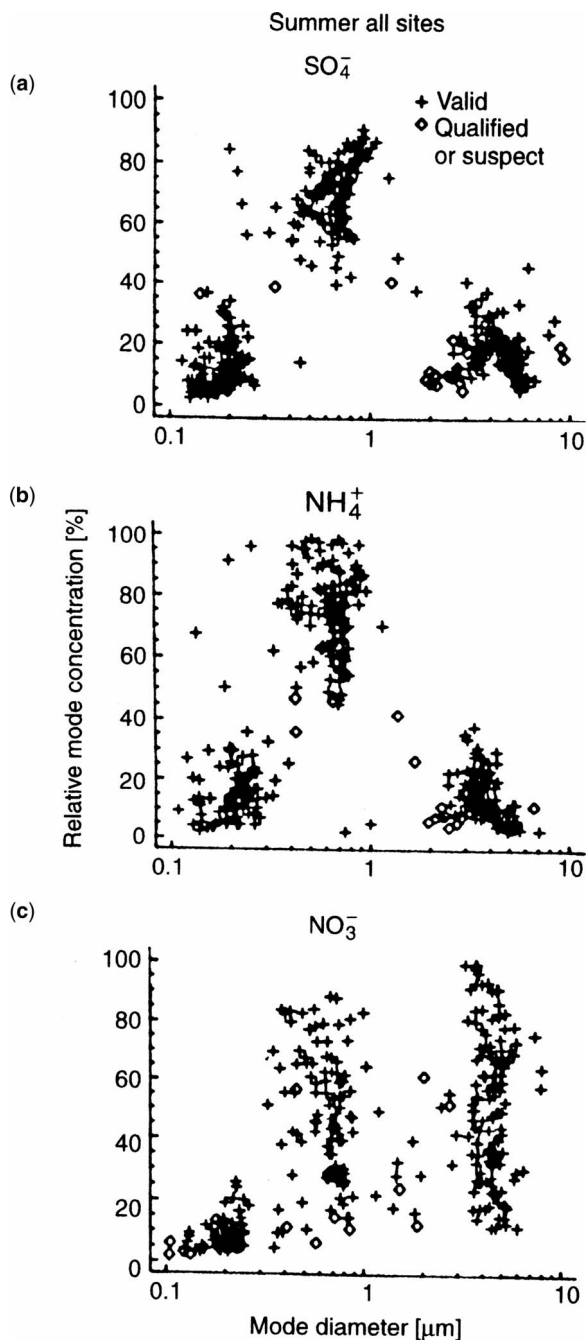 Summer all sites
(a)
SO₄⁻
100
80
60
40
20
0
0.1
1
10
+ Valid
◇ Qualified
or suspect
(b)
NH₄⁺
100
80
60
40
20
0
0.1
1
10
Relative mode concentration [%]
(c)
NO₃⁻
100
80
60
40
20
0
0.1
1
10
Mode diameter [μm]